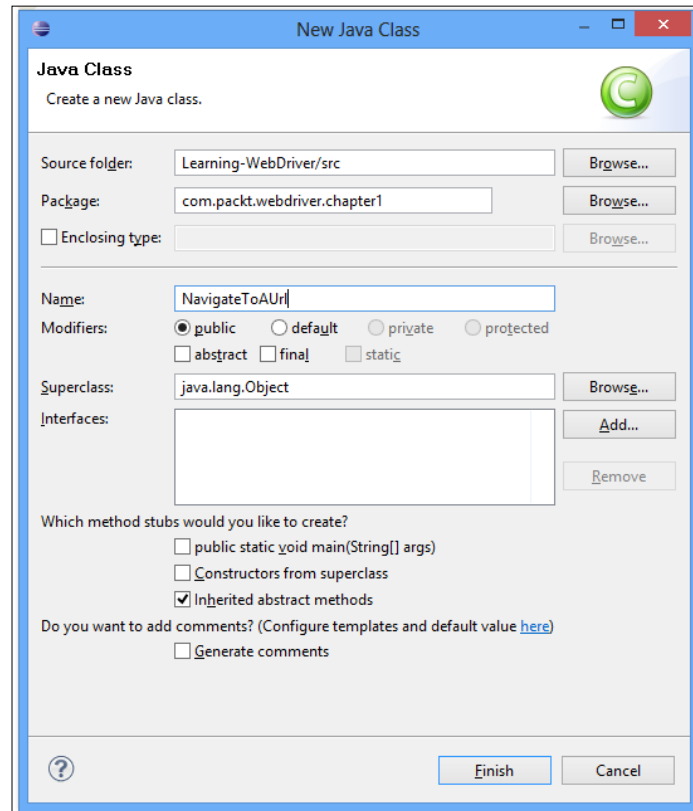 New Java Class
Java Class
Create a new Java class.
Source folder: Learning-WebDriver/src Browse...
Package: com.packt.webdriver.chapter1 Browse...
Enclosing type: Browse...
Name: NavigateToAUrl
Modifiers: public default private protected
abstract final static
Superclass: java.lang.Object Browse...
Interfaces: Add...
Remove
Which method stubs would you like to create?
public static void main(String[] args)
Constructors from superclass
Inherited abstract methods
Do you want to add comments? (Configure templates and default value here)
Generate comments
Finish Cancel